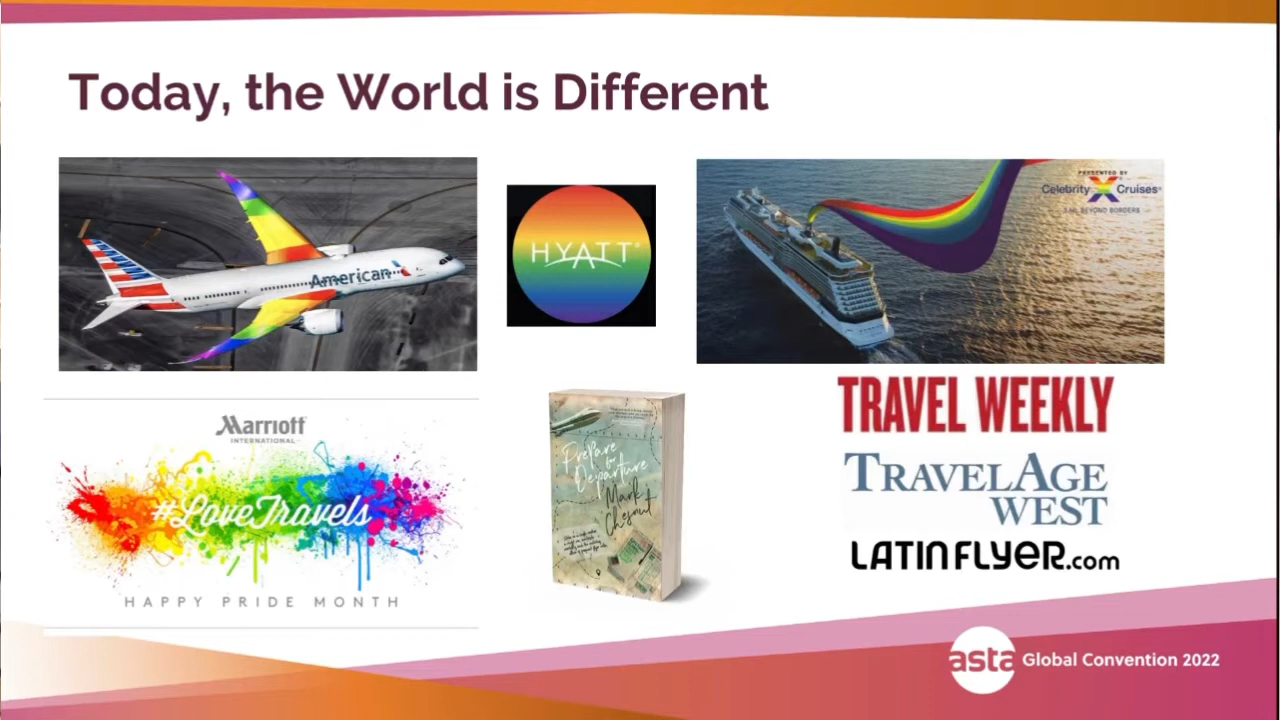 Today, the World is Different
American
HYATT
PRESENTED BY
Celebrity X Cruises®
SAIL BEYOND BORDERS
Marriott
INTERNATIONAL
#LoveTravels
HAPPY PRIDE MONTH
Prepare
for
Departure
Mark
Chesnut
TRAVEL WEEKLY
TRAVELAGE
WEST
LATINFLYER.com
asta Global Convention 2022